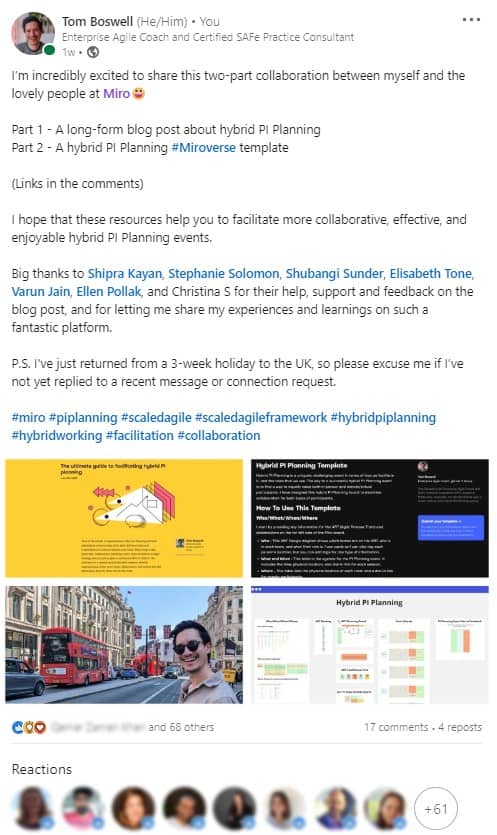 Tom Boswell (He/Him) • You
Enterprise Agile Coach and Certified SAFe Practice Consultant
1w •
I'm incredibly excited to share this two-part collaboration between myself and the
lovely people at Miro😃
Part 1 - A long-form blog post about hybrid PI Planning
Part 2 - A hybrid PI Planning #Miroverse template
(Links in the comments)
I hope that these resources help you to facilitate more collaborative, effective, and
enjoyable hybrid PI Planning events.
Big thanks to Shipra Kayan, Stephanie Solomon, Shubangi Sunder, Elisabeth Tone,
Varun Jain, Ellen Pollak, and Christina S for their help, support and feedback on the
blog post, and for letting me share my experiences and learnings on such a
fantastic platform.
P.S. I've just returned from a 3-week holiday to the UK, so please excuse me if I've
not yet replied to a recent message or connection request.
#miro #piplanning #scaledagile #scaledagileframework #hybridpiplanning
#hybridworking #facilitation #collaboration
The ultimate guide to facilitating hybrid PI
planning
Hybrid PI Planning Template
How To Use This Template
Who/What/When/Where
Hybrid PI Planning
and 68 others
17 comments • 4 reposts
Reactions
+61